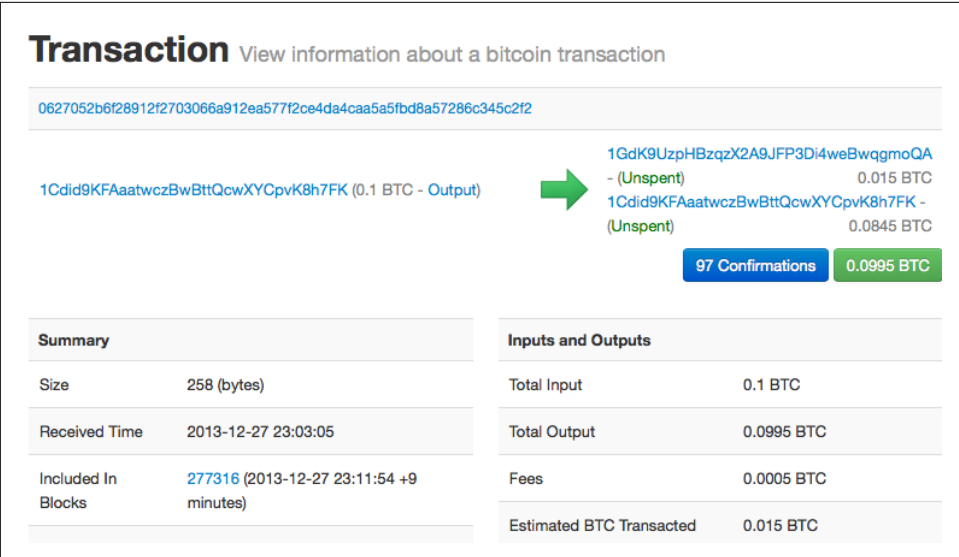 Transaction View information about a bitcoin transaction
0627052b6f28912f2703066a912ea577f2ce4da4caa5a5fbd8a57286c345c2f2
1Cdid9KFAaatwczBwBttQcwXYCpvK8h7FK (0.1 BTC - Output)
1GdK9UzpHBzqzX2A9JFP3Di4weBwqgmoQA
- (Unspent) 0.015 BTC
1Cdid9KFAaatwczBwBttQcwXYCpvK8h7FK -
(Unspent) 0.0845 BTC
97 Confirmations 0.0995 BTC
Summary
Size 258 (bytes)
Received Time 2013-12-27 23:03:05
Included In 277316 (2013-12-27 23:11:54 +9
Blocks minutes)
Inputs and Outputs
Total Input 0.1 BTC
Total Output 0.0995 BTC
Fees 0.0005 BTC
Estimated BTC Transacted 0.015 BTC